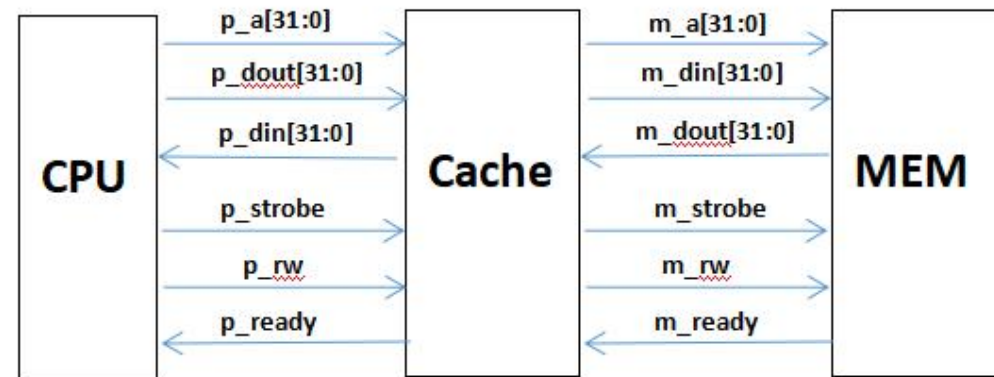 CPU
p_a[31:0]
p_dout[31:0]
p_din[31:0]
p_strobe
p_rw
p_ready
Cache
m_a[31:0]
m_din[31:0]
m_dout[31:0]
m_strobe
m_rw
m_ready
MEM